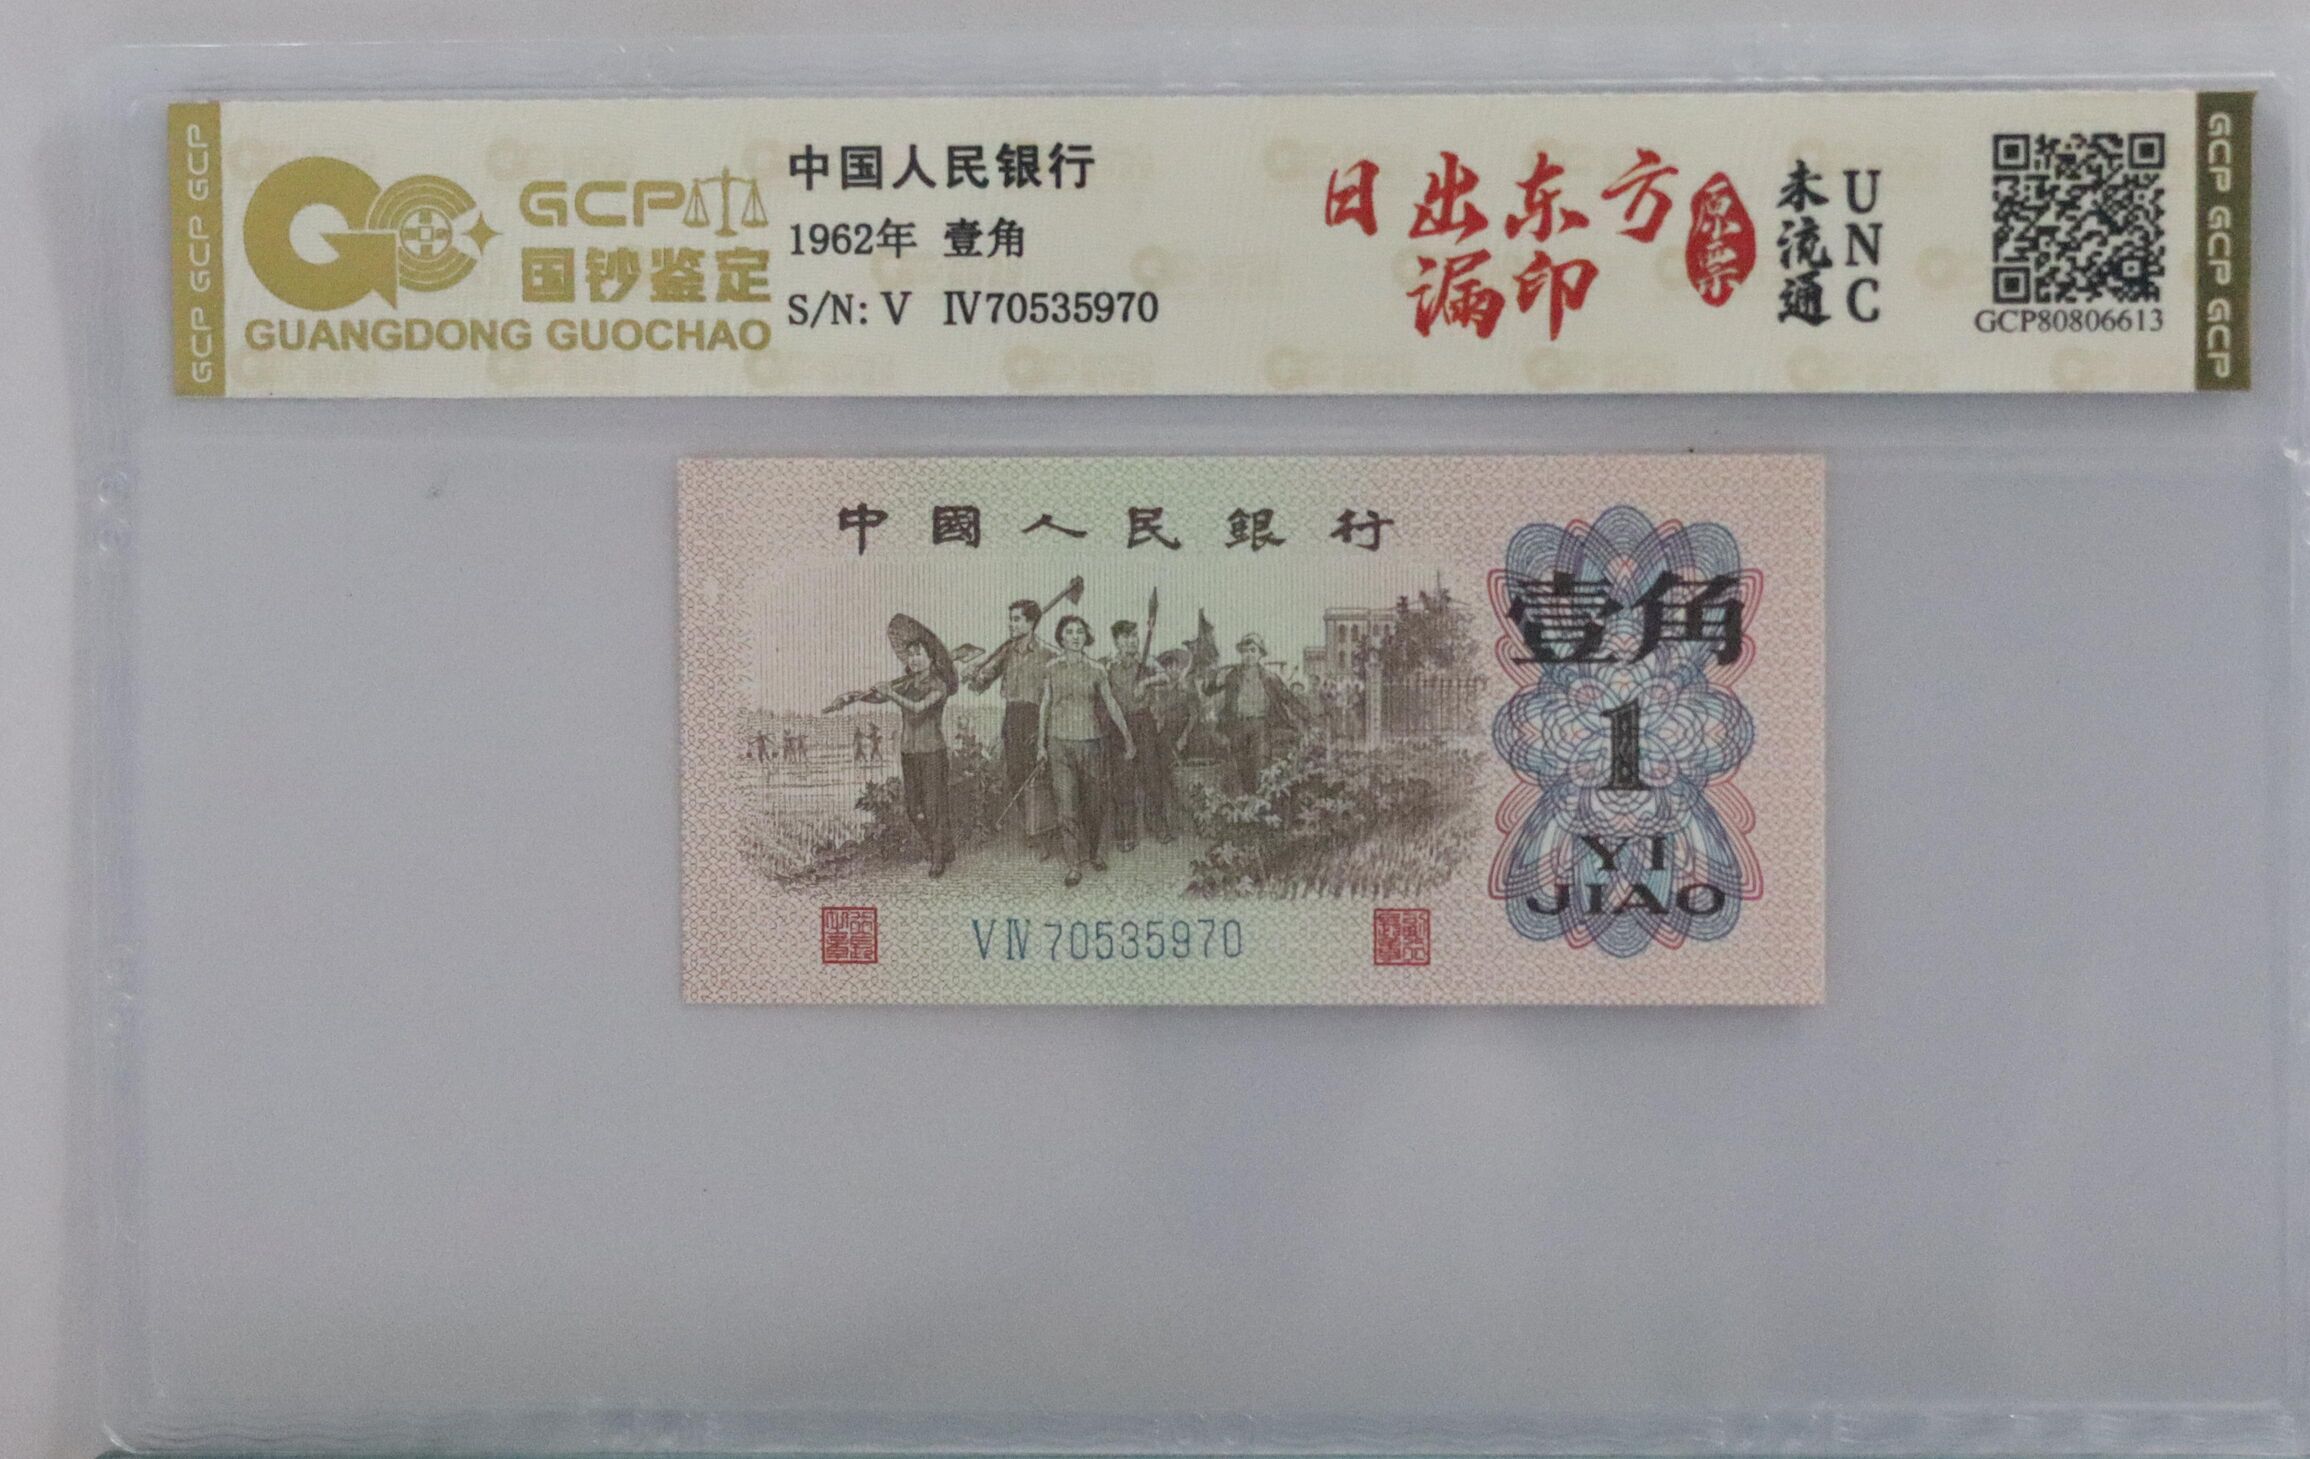 GCP GCP GCP
GCP
国钞鉴定
GUANGDONG GUOCHAO
中国人民银行
1962年 壹角
S/N: V Ⅳ70535970
日出东方
漏印
原票
未流通
UNC
GCP80806613
GCP GCP GCP
中國人民銀行
壹角
1
YI
JIAO
VⅣ70535970